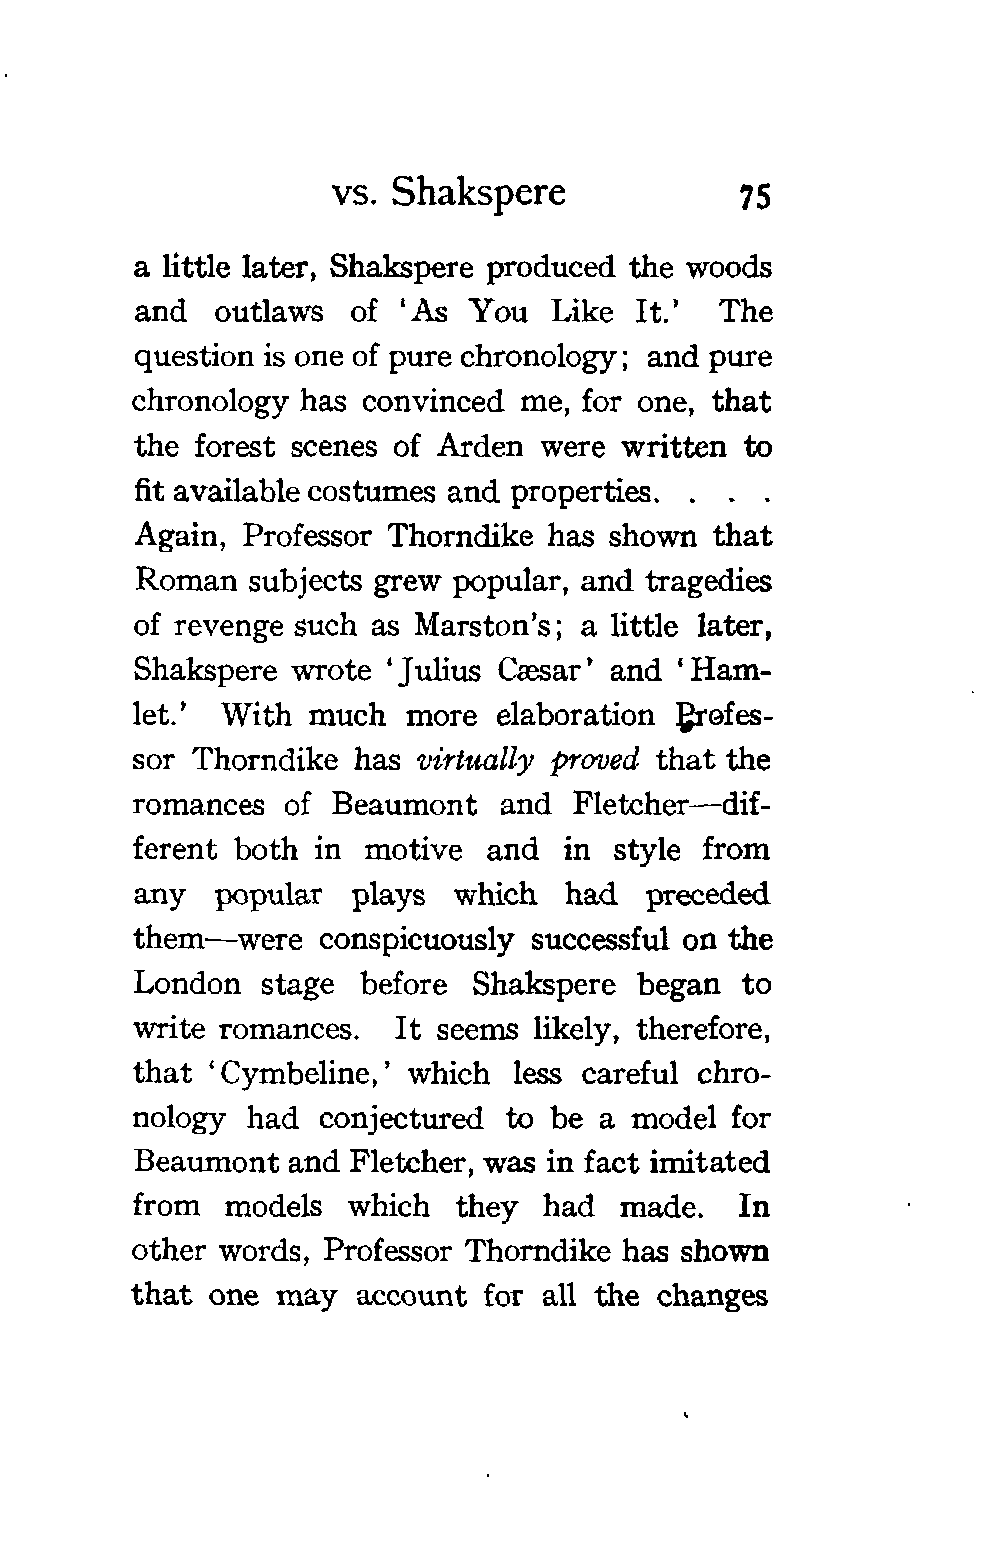 vs. Shakspere 75
a little later, Shakspere produced the woods
and outlaws of ‘As You Like It.’ The
question is one of pure chronology; and pure
chronology has convinced me, for one, that
the forest scenes of Arden were written to
fit available costumes and properties. . . .
Again, Professor Thorndike has shown that
Roman subjects grew popular, and tragedies
of revenge such as Marston's; a little later,
Shakspere wrote ‘Julius Cæsar’ and ‘Ham-
let.’ With much more elaboration Profes-
sor Thorndike has virtually proved that the
romances of Beaumont and Fletcher—dif-
ferent both in motive and in style from
any popular plays which had preceded
them—were conspicuously successful on the
London stage before Shakspere began to
write romances. It seems likely, therefore,
that ‘Cymbeline,’ which less careful chro-
nology had conjectured to be a model for
Beaumont and Fletcher, was in fact imitated
from models which they had made. In
other words, Professor Thorndike has shown
that one may account for all the changes